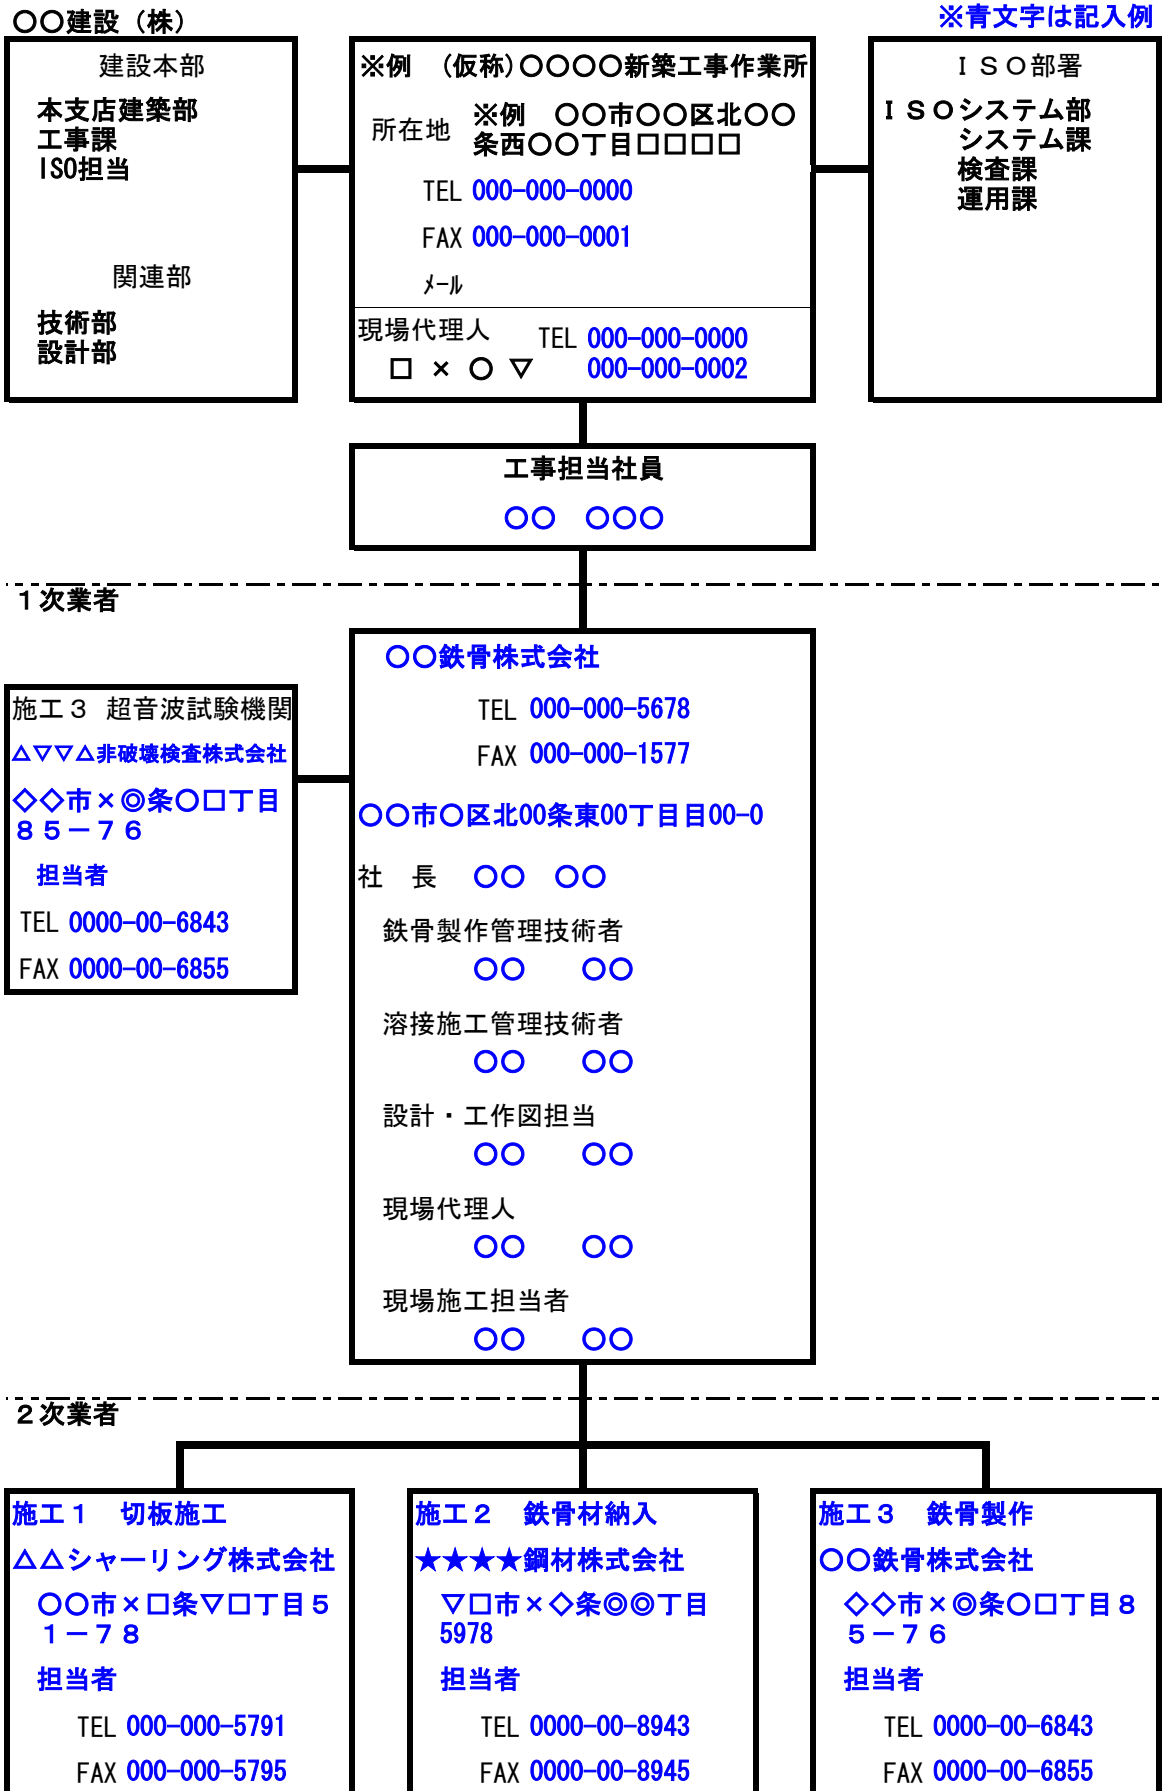 〇〇建設（株）
※青文字は記入例
建設本部
本支店建築部
工事課
ISO担当
関連部
技術部
設計部
※例　（仮称）〇〇〇〇新築工事作業所
所在地
※例　〇〇市〇〇区北〇〇
条西〇〇丁目□□□□
TEL 000-000-0000
FAX 000-000-0001
ﾒｰﾙ
現場代理人
TEL 000-000-0000
□ × 〇 ▽
000-000-0002
ＩＳＯ部署
ＩＳＯシステム部
システム課
検査課
運用課
工事担当社員
〇〇　〇〇〇
１次業者
〇〇鉄骨株式会社
TEL 000-000-5678
FAX 000-000-1577
〇〇市〇区北00条東00丁目目00-0
社　長　〇〇　〇〇
鉄骨製作管理技術者
〇〇　　〇〇
溶接施工管理技術者
〇〇　　〇〇
設計・工作図担当
〇〇　　〇〇
現場代理人
〇〇　　〇〇
現場施工担当者
〇〇　　〇〇
施工３ 超音波試験機関
△▽▽△非破壊検査株式会社
◇◇市×◎条〇□丁目
８５－７６
担当者
TEL 0000-00-6843
FAX 0000-00-6855
２次業者
施工１　切板施工
△△シャーリング株式会社
〇〇市×□条▽□丁目５
１－７８
担当者
TEL 000-000-5791
FAX 000-000-5795
施工２　鉄骨材納入
★★★★鋼材株式会社
▽□市×◇条◎◎丁目
5978
担当者
TEL 0000-00-8943
FAX 0000-00-8945
施工３　鉄骨製作
〇〇鉄骨株式会社
◇◇市×◎条〇□丁目８
５－７６
担当者
TEL 0000-00-6843
FAX 0000-00-6855